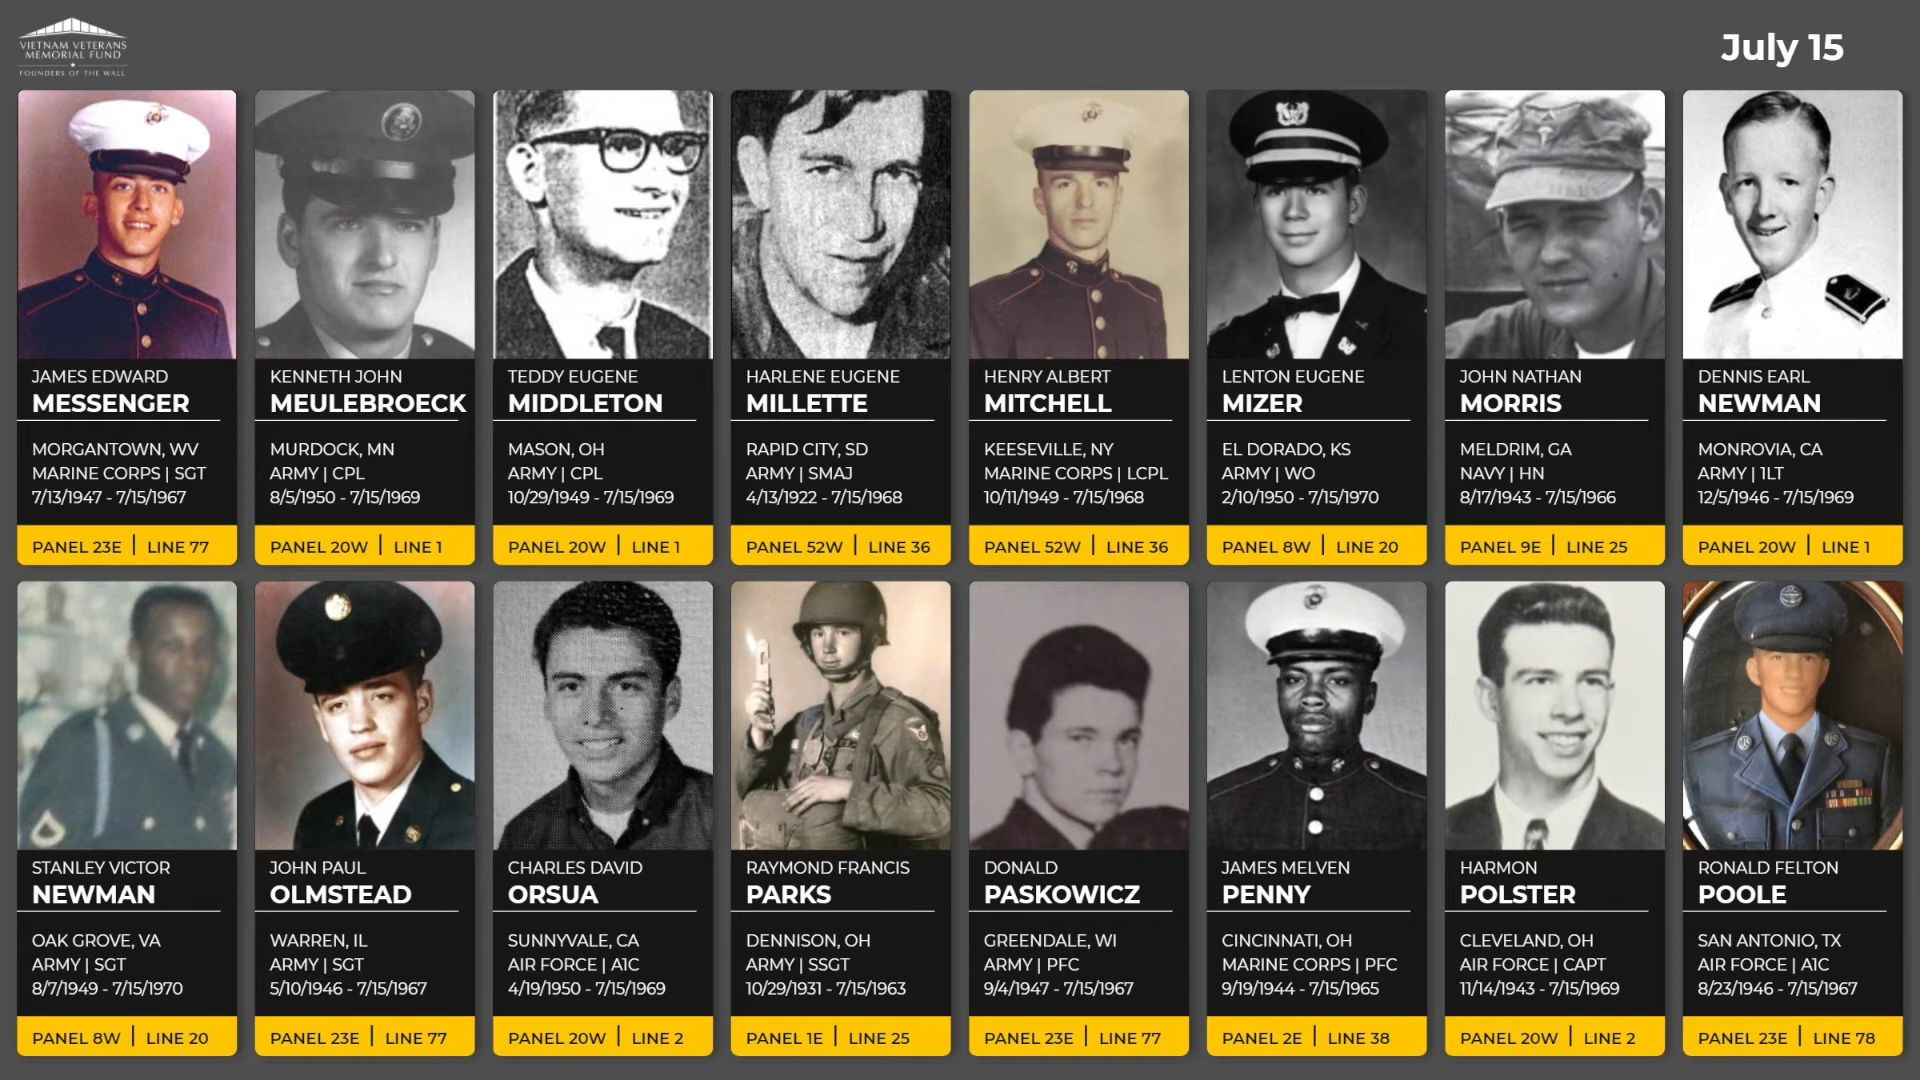 VIETNAM VETERANS
MEMORIAL FUND
FOUNDERS OF THE WALL
July 15
JAMES EDWARD
MESSENGER
MORGANTOWN, WV
MARINE CORPS | SGT
7/13/1947 - 7/15/1967
PANEL 23E | LINE 77
KENNETH JOHN
MEULEBROECK
MURDOCK, MN
ARMY | CPL
8/5/1950 - 7/15/1969
PANEL 20W | LINE 1
TEDDY EUGENE
MIDDLETON
MASON, OH
ARMY | CPL
10/29/1949 - 7/15/1969
PANEL 20W | LINE 1
HARLENE EUGENE
MILLETTE
RAPID CITY, SD
ARMY | SMAJ
4/13/1922 - 7/15/1968
PANEL 52W | LINE 36
HENRY ALBERT
MITCHELL
KEESEVILLE, NY
MARINE CORPS | LCPL
10/11/1949 - 7/15/1968
PANEL 52W | LINE 36
LENTON EUGENE
MIZER
EL DORADO, KS
ARMY | WO
2/10/1950 - 7/15/1970
PANEL 8W | LINE 20
JOHN NATHAN
MORRIS
MELDRIM, GA
NAVY | HN
8/17/1943 - 7/15/1966
PANEL 9E | LINE 25
DENNIS EARL
NEWMAN
MONROVIA, CA
ARMY | 1LT
12/5/1946 - 7/15/1969
PANEL 20W | LINE 1
STANLEY VICTOR
NEWMAN
OAK GROVE, VA
ARMY | SGT
8/7/1949 - 7/15/1970
PANEL 8W | LINE 20
JOHN PAUL
OLMSTEAD
WARREN, IL
ARMY | SGT
5/10/1946 - 7/15/1967
PANEL 23E | LINE 77
CHARLES DAVID
ORSUA
SUNNYVALE, CA
AIR FORCE | A1C
4/19/1950 - 7/15/1969
PANEL 20W | LINE 2
RAYMOND FRANCIS
PARKS
DENNISON, OH
ARMY | SSGT
10/29/1931 - 7/15/1963
PANEL 1E | LINE 25
DONALD
PASKOWICZ
GREENDALE, WI
ARMY | PFC
9/4/1947 - 7/15/1967
PANEL 23E | LINE 77
JAMES MELVEN
PENNY
CINCINNATI, OH
MARINE CORPS | PFC
9/19/1944 - 7/15/1965
PANEL 2E | LINE 38
HARMON
POLSTER
CLEVELAND, OH
AIR FORCE | CAPT
11/14/1943 - 7/15/1969
PANEL 20W | LINE 2
RONALD FELTON
POOLE
SAN ANTONIO, TX
AIR FORCE | A1C
8/23/1946 - 7/15/1967
PANEL 23E | LINE 78